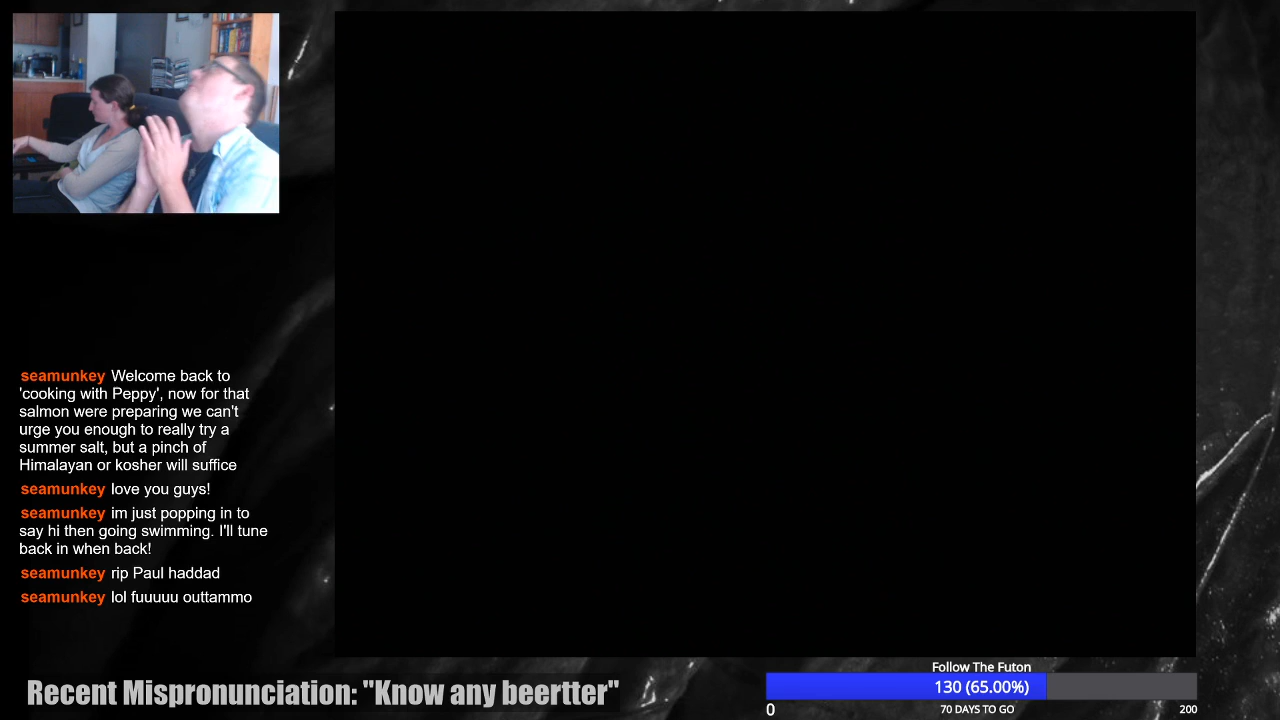 seamunkey Welcome back to
'cooking with Peppy', now for that
salmon were preparing we can't
urge you enough to really try a
summer salt, but a pinch of
Himalayan or kosher will suffice
seamunkey love you guys!
seamunkey im just popping in to
say hi then going swimming. I'll tune
back in when back!
seamunkey rip Paul haddad
seamunkey lol fuuuuu outtammo
Recent Mispronunciation: "Know any beertter"
Follow The Futon
130 (65.00%)
0 70 DAYS TO GO 200